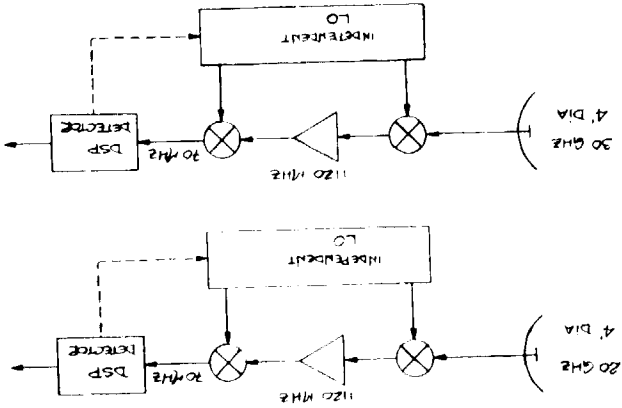 20 GHZ
4' DIA
1120 MHZ
70 MHZ
DSP
DETECTOR
INDEPENDENT
LO
30 GHZ
4' DIA
1120 MHZ
70 MHZ
DSP
DETECTOR
INDEPENDENT
LO